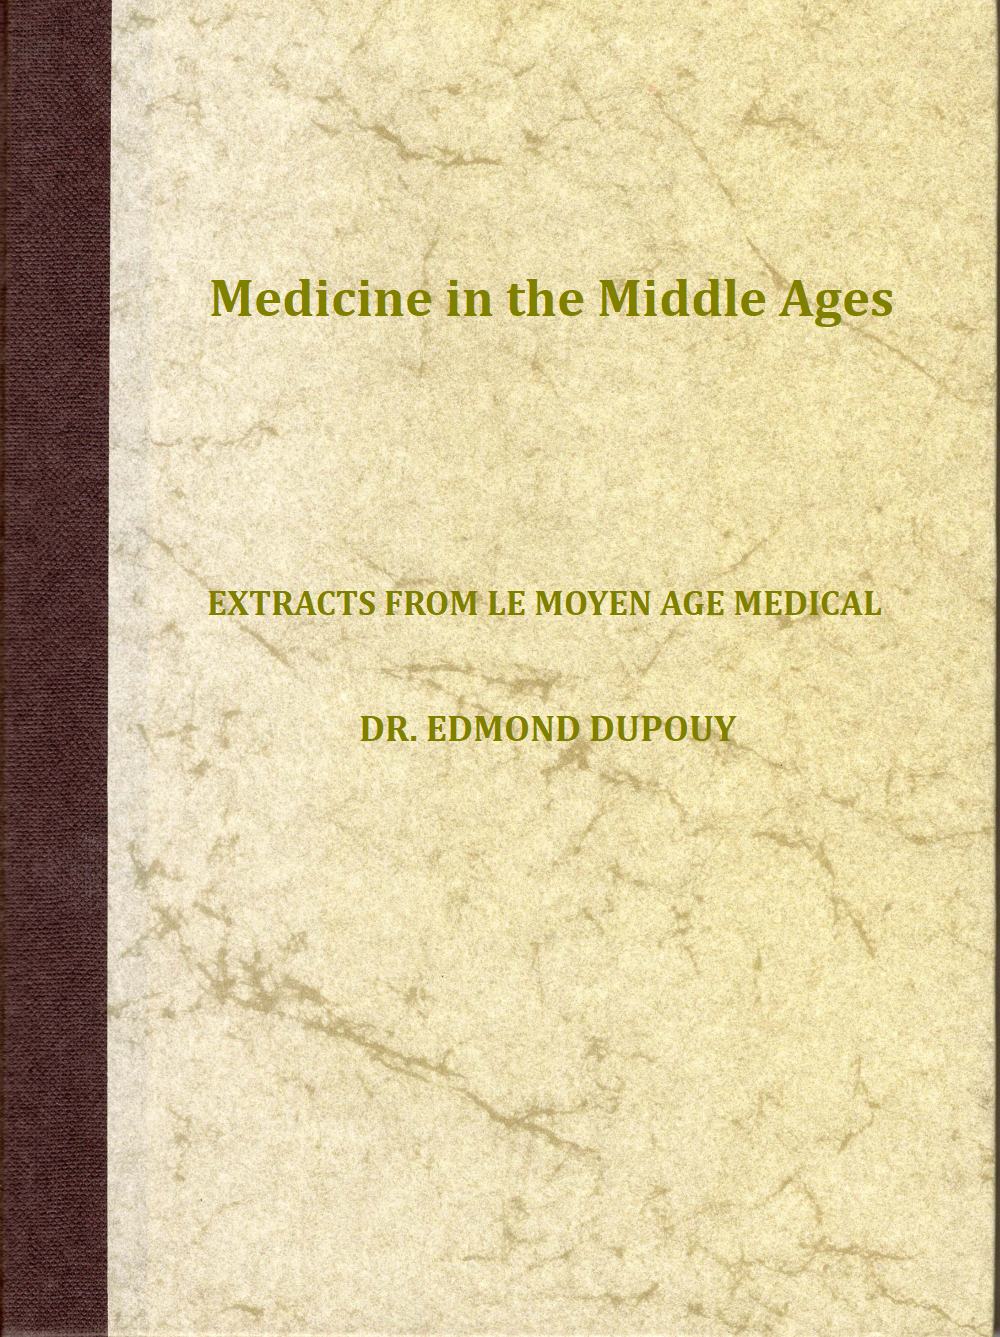 Medicine in the Middle Ages
EXTRACTS FROM LE MOYEN AGE MEDICAL
DR. EDMOND DUPOUY